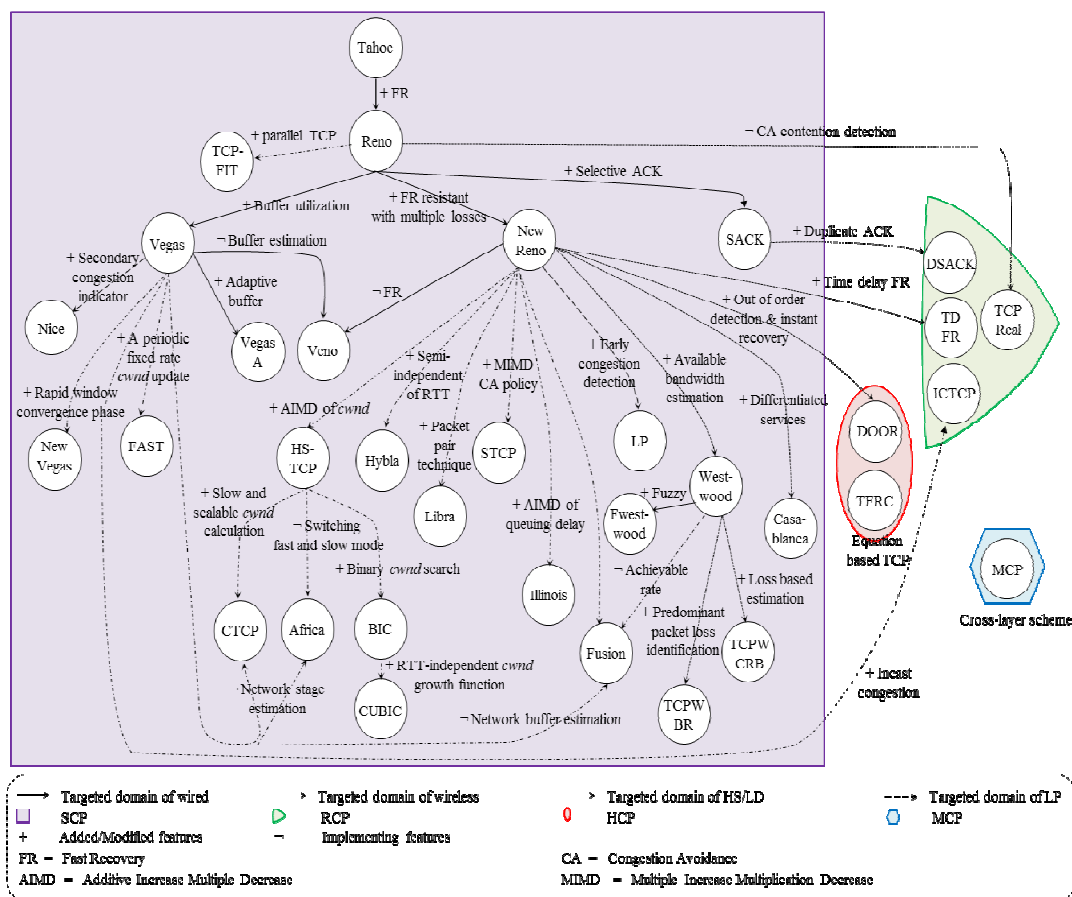 Tahoe
+ FR
Reno
+ parallel TCP
TCP-
FIT
¬ CA contention detection
+ Selective ACK
+ Buffer utilization
+ FR resistant
with multiple losses
Vegas
¬ Buffer estimation
New
Reno
SACK
+ Duplicate ACK
DSACK
+ Secondary
congestion
indicator
+ Adaptive
buffer
¬ FR
+ Time delay FR
+ Out of order
detection & instant
recovery
TD
FR
TCP
Real
Nice
+ A periodic
fixed rate
cwnd update
Vegas
A
Veno
+ Semi-
independent
of RTT
+ MIMD
CA policy
+ Early
congestion
detection
+ Available
bandwidth
estimation
ICTCP
+ Rapid window
convergence phase
+ AIMD of cwnd
+ Differentiated
services
New
Vegas
FAST
HS-
TCP
Hybla
+ Packet
pair
technique
STCP
LP
DOOR
West-
wood
TFRC
+ Slow and
scalable cwnd
calculation
¬ Switching
fast and slow mode
Libra
+ AIMD of
queuing delay
+ Fuzzy
Fwest-
wood
Casa-
blanca
Equation
based TCP
+ Binary cwnd search
¬ Achievable
rate
+ Loss based
estimation
MCP
Illinois
Cross-layer scheme
CTCP
Africa
BIC
Fusion
+ Predominant
packet loss
identification
TCPW
CRB
+ RTT-independent cwnd
growth function
+ Incast
congestion
Network stage
estimation
CUBIC
¬ Network buffer estimation
TCPW
BR
Targeted domain of wired
Targeted domain of wireless
Targeted domain of HS/LD
Targeted domain of LP
SCP
RCP
HCP
MCP
+ Added/Modified features
¬ Implementing features
FR = Fast Recovery
CA = Congestion Avoidance
AIMD = Additive Increase Multiple Decrease
MIMD = Multiple Increase Multiplication Decrease